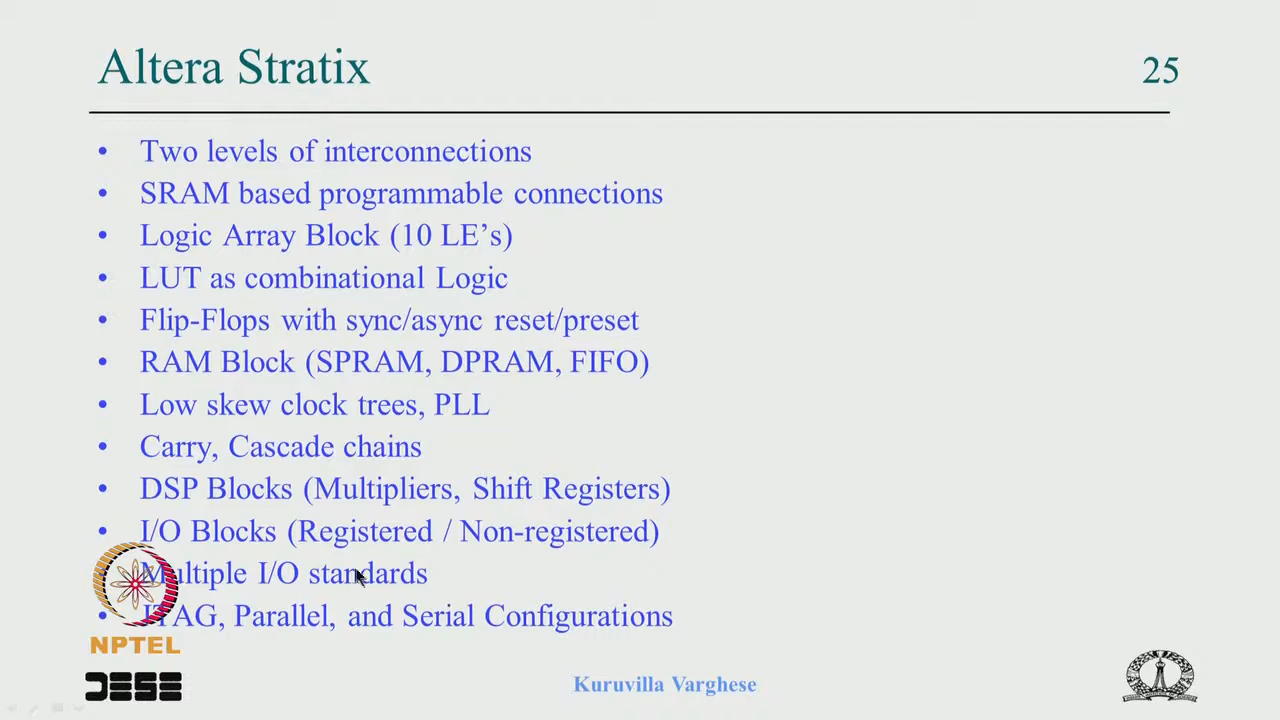 Altera Stratix
25
• Two levels of interconnections
• SRAM based programmable connections
• Logic Array Block (10 LE’s)
• LUT as combinational Logic
• Flip-Flops with sync/async reset/preset
• RAM Block (SPRAM, DPRAM, FIFO)
• Low skew clock trees, PLL
• Carry, Cascade chains
• DSP Blocks (Multipliers, Shift Registers)
• I/O Blocks (Registered / Non-registered)
Multiple I/O standards
• JTAG, Parallel, and Serial Configurations
NPTEL
DESE
Kuruvilla Varghese